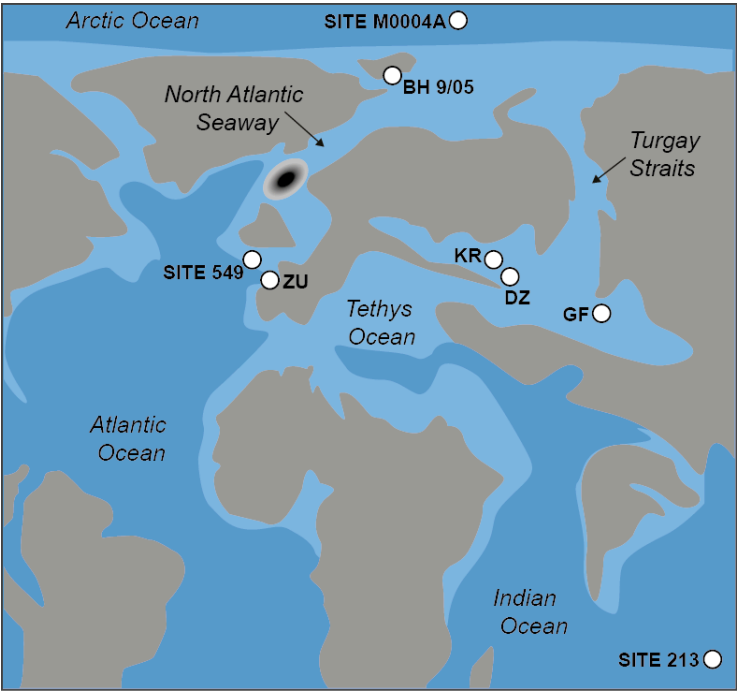 Arctic Ocean
SITE M0004A
BH 9/05
North Atlantic
Seaway
Turgay
Straits
KR
SITE 549
ZU
DZ
Tethys
Ocean
GF
Atlantic
Ocean
Indian
Ocean
SITE 213